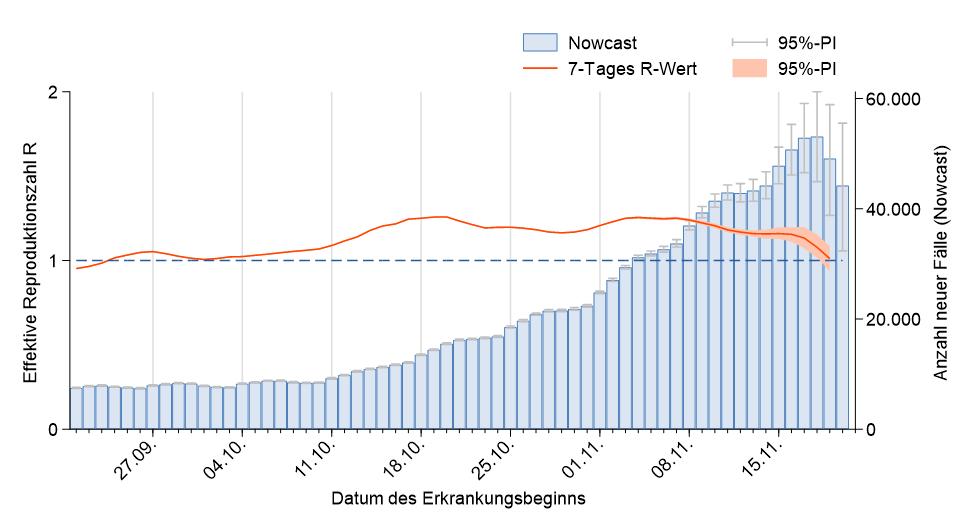 Nowcast
95%-PI
7-Tages R-Wert
95%-PI
Effektive Reproduktionszahl R
2
1
0
60.000
40.000
20.000
0
Anzahl neuer Fälle (Nowcast)
27.09.
04.10.
11.10.
18.10.
25.10.
01.11.
08.11.
15.11.
Datum des Erkrankungsbeginns